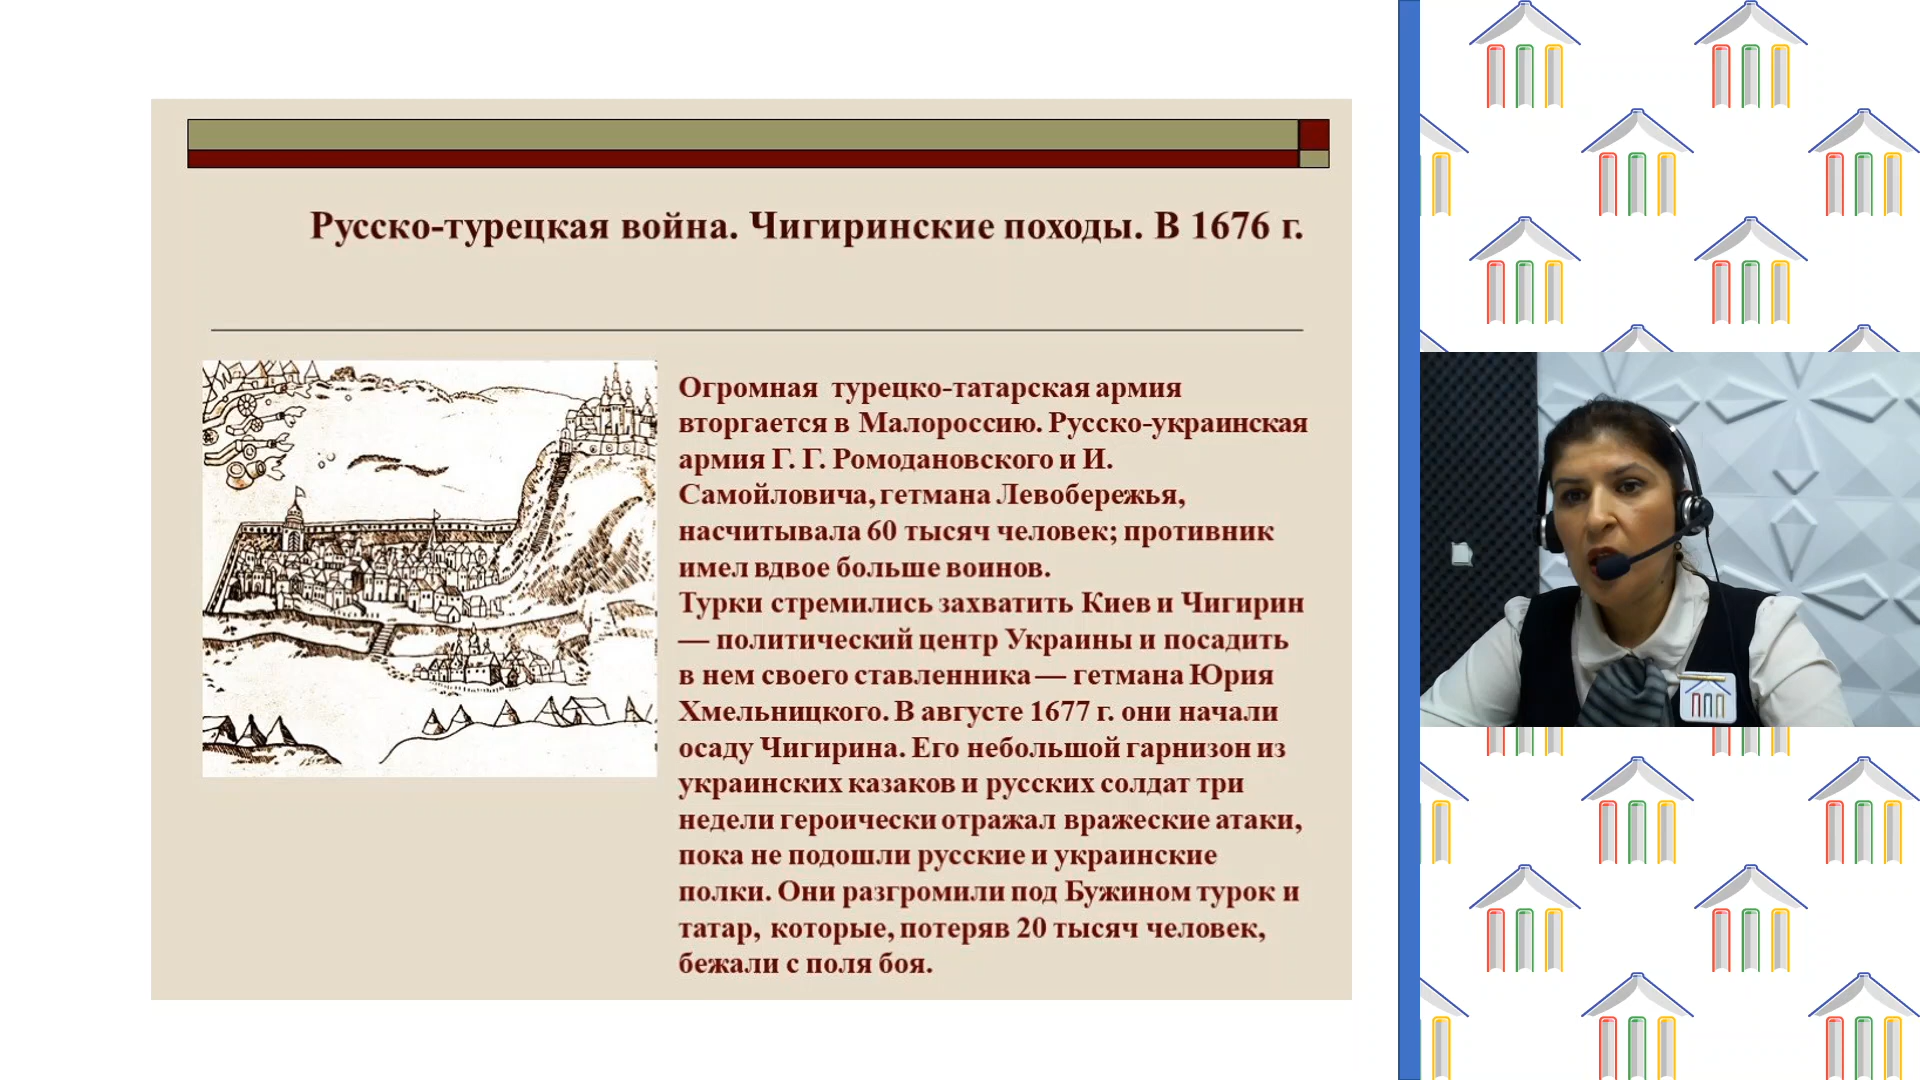 Русско-турецкая война. Чигиринские походы. В 1676 г.
Огромная турецко-татарская армия
вторгается в Малороссию. Русско-украинская
армия Г. Г. Ромодановского и И.
Самойловича, гетмана Левобережья,
насчитывала 60 тысяч человек; противник
имел вдвое больше воинов.
Турки стремились захватить Киев и Чигирин
— политический центр Украины и посадить
в нем своего ставленника — гетмана Юрия
Хмельницкого. В августе 1677 г. они начали
осаду Чигирина. Его небольшой гарнизон из
украинских казаков и русских солдат три
недели героически отражал вражеские атаки,
пока не подошли русские и украинские
полки. Они разгромили под Бужином турок и
татар, которые, потеряв 20 тысяч человек,
бежали с поля боя.